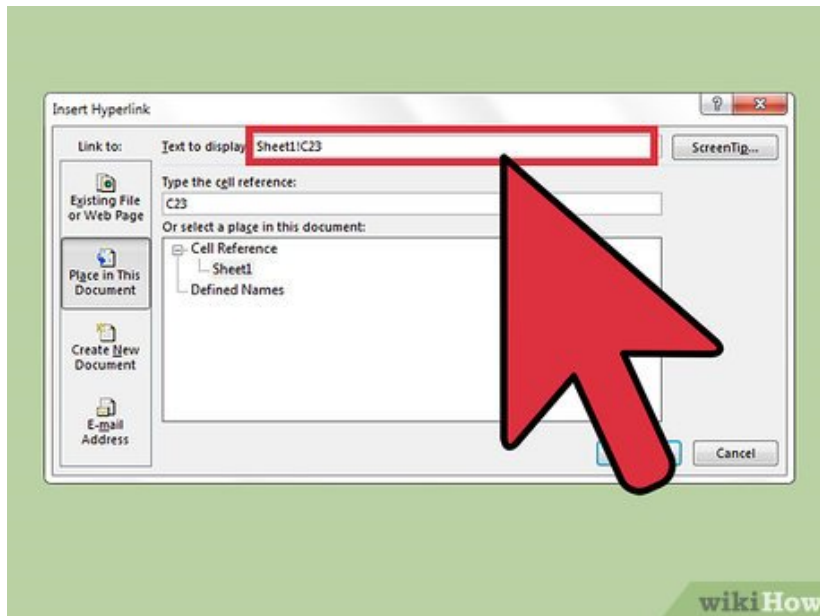 Insert Hyperlink
Link to:
Text to display
Sheet1!C23
ScreenTip...
Existing File
or Web Page
Type the cell reference:
C23
Or select a place in this document:
Cell Reference
Sheet1
Defined Names
Place in This
Document
Create New
Document
E-mail
Address
Cancel
wikiHow